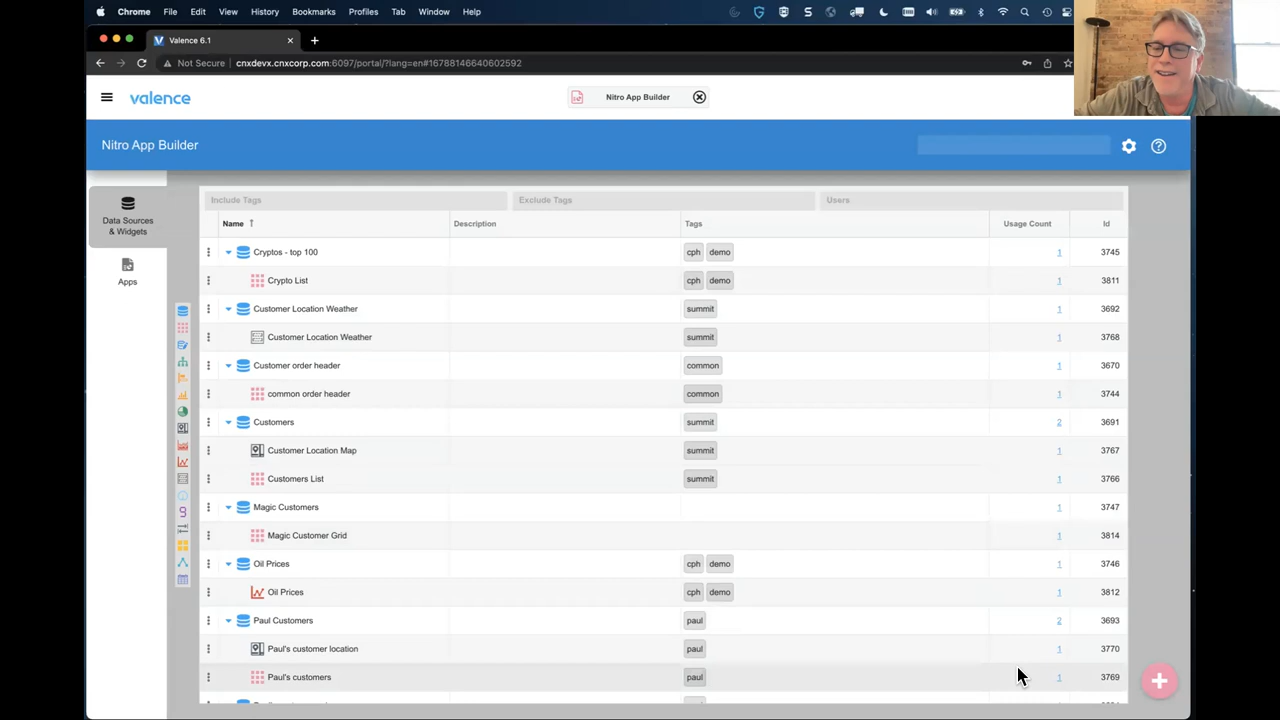 Chrome File Edit View History Bookmarks Profiles Tab Window Help
Valence 6.1
Not Secure cnxdevx.cnxcorp.com:6097/portal/?lang=en#16788146640602592
valence
Nitro App Builder
Nitro App Builder
Data Sources
& Widgets
Apps
Include Tags Exclude Tags Users
Name Description Tags Usage Count Id
Cryptos - top 100 cph demo 1 3745
Crypto List cph demo 1 3811
Customer Location Weather summit 1 3692
Customer Location Weather summit 1 3768
Customer order header common 1 3670
common order header common 1 3744
Customers summit 2 3691
Customer Location Map summit 1 3767
Customers List summit 1 3766
Magic Customers 1 3747
Magic Customer Grid 1 3814
Oil Prices cph demo 1 3746
Oil Prices cph demo 1 3812
Paul Customers paul 2 3693
Paul's customer location paul 1 3770
Paul's customers paul 1 3769